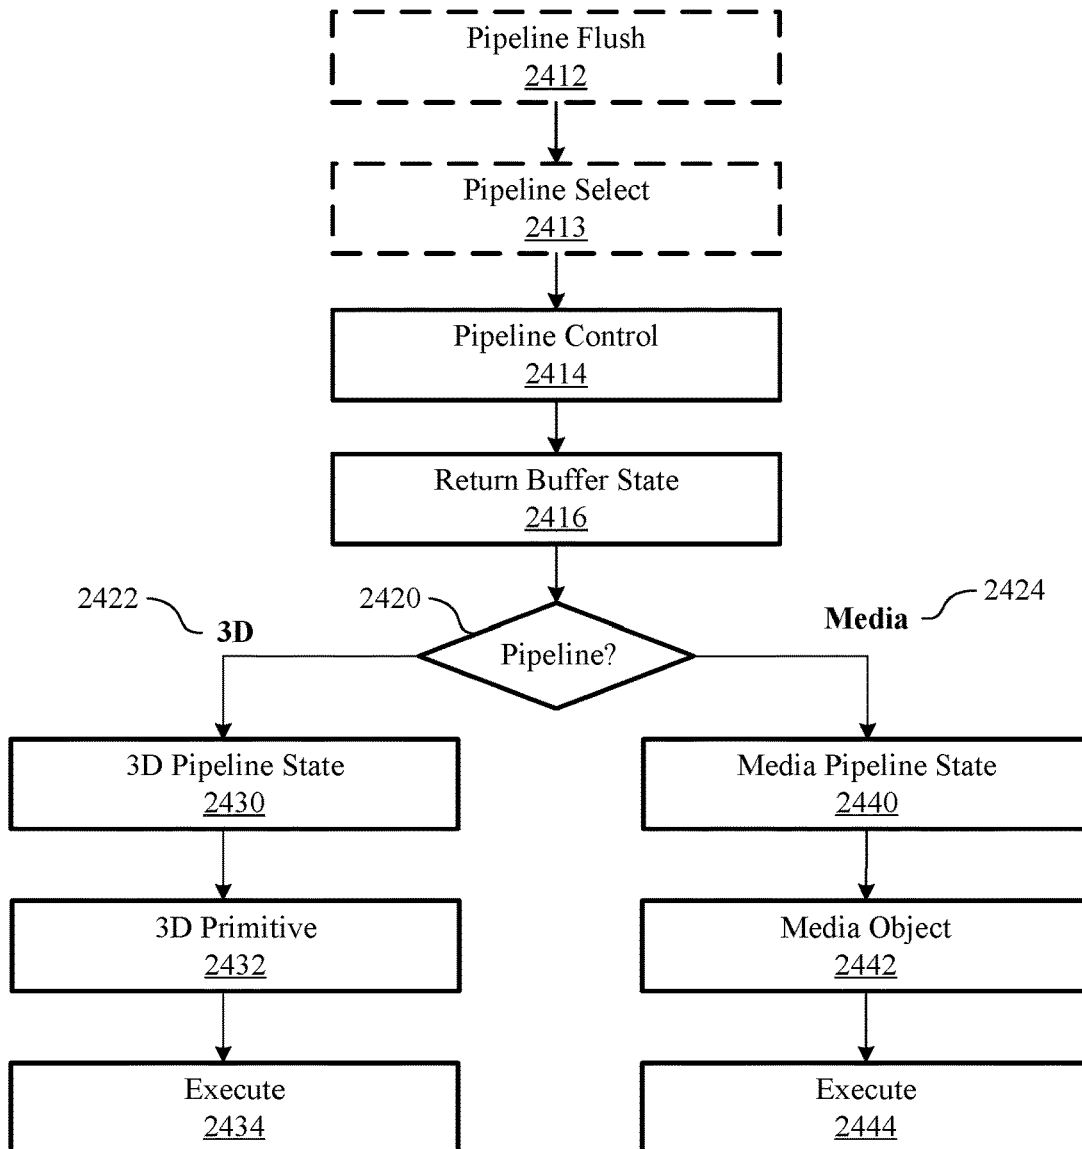 Pipeline Flush
2412
Pipeline Select
2413
Pipeline Control
2414
Return Buffer State
2416
2422
3D
2420
Pipeline?
Media
2424
3D Pipeline State
2430
3D Primitive
2432
Execute
2434
Media Pipeline State
2440
Media Object
2442
Execute
2444